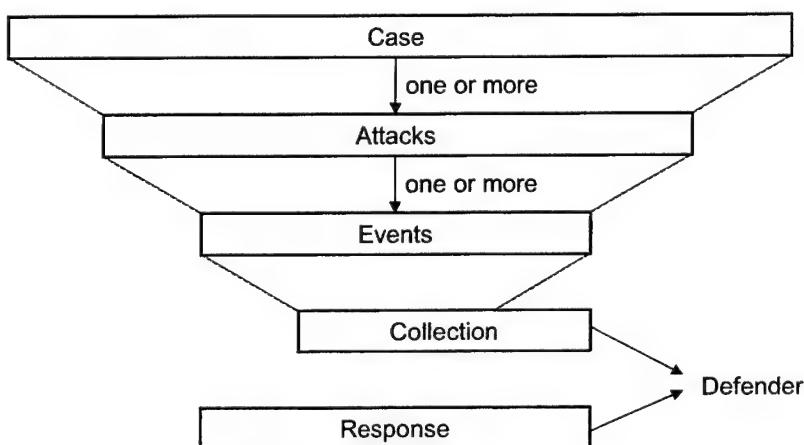 Case
one or more
Attacks
one or more
Events
Collection
Defender
Response